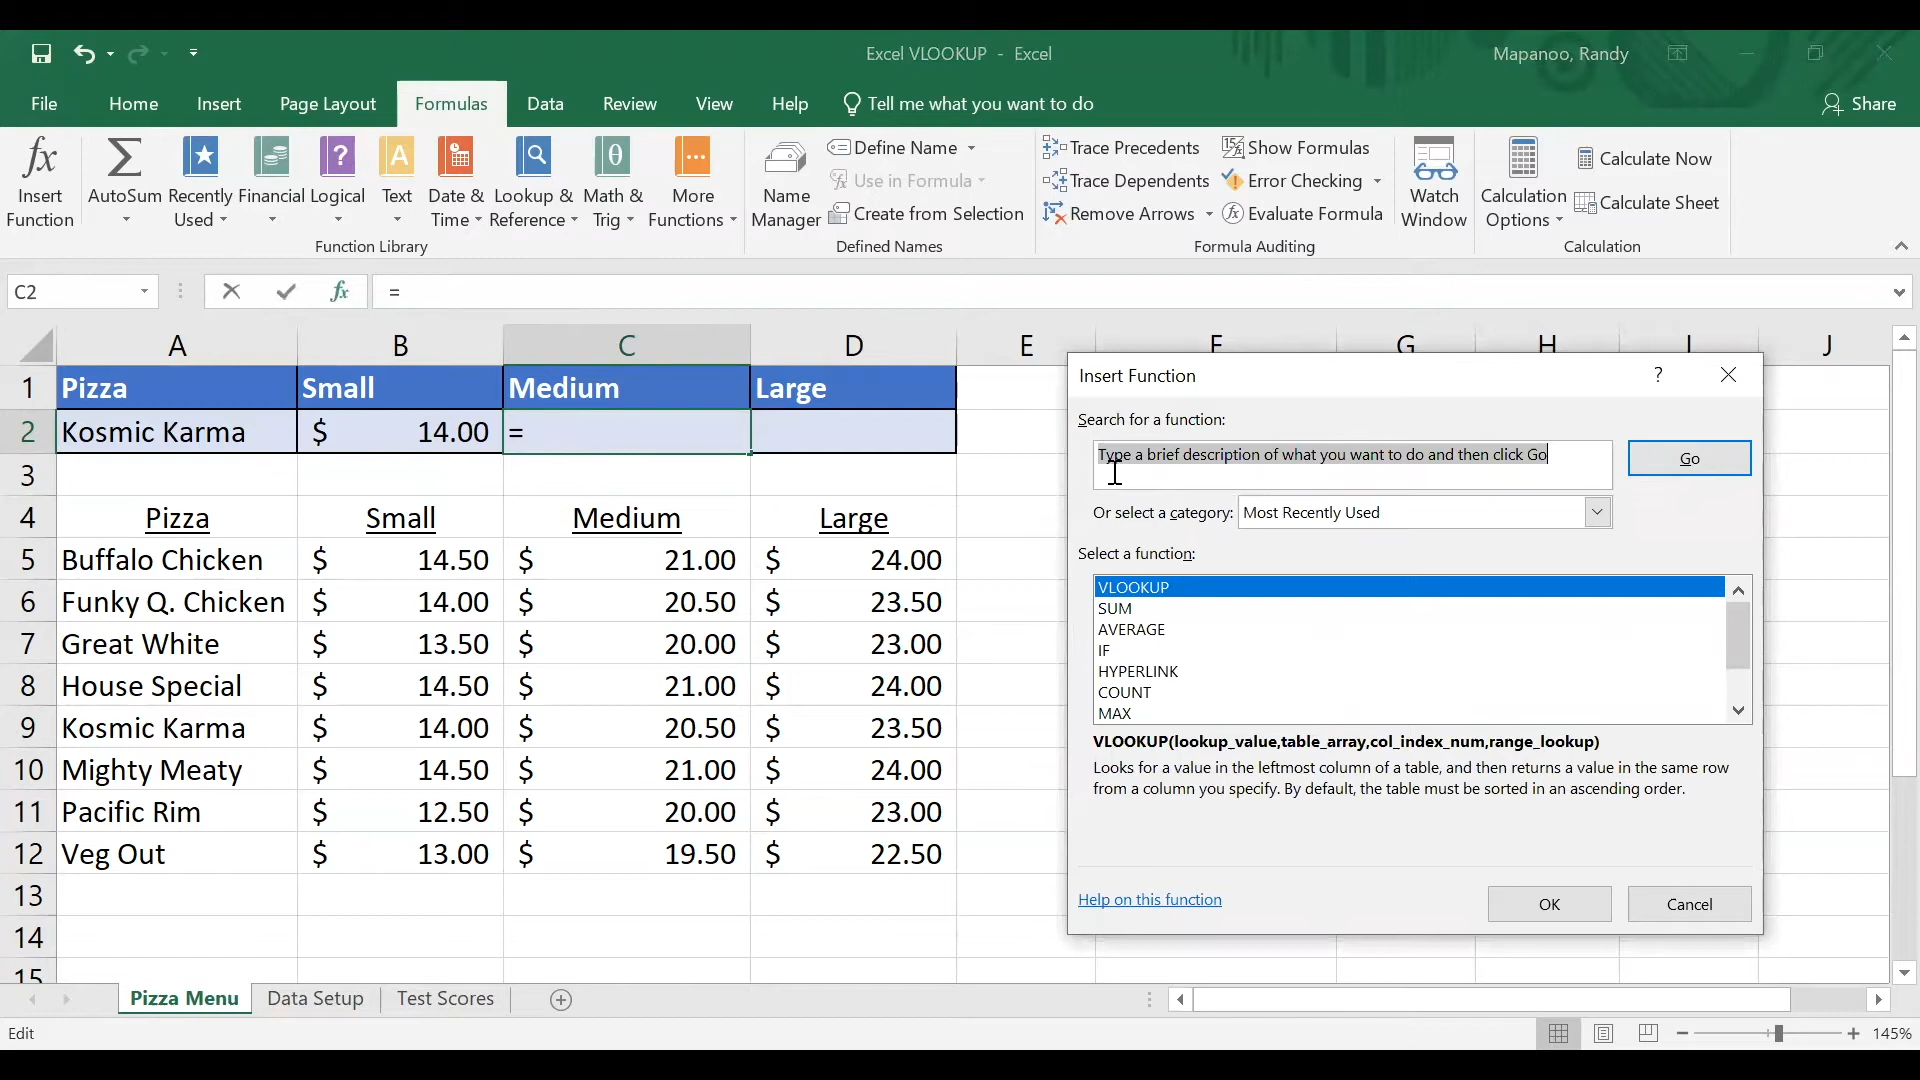 Excel VLOOKUP - Excel
Mapanoo, Randy
File Home Insert Page Layout Formulas Data Review View Help Tell me what you want to do
Share
Insert Function
AutoSum
Recently Used
Financial
Logical
Text
Date & Time
Lookup & Reference
Math & Trig
More Functions
Function Library
Name Manager
Define Name
Use in Formula
Create from Selection
Defined Names
Trace Precedents
Trace Dependents
Remove Arrows
Show Formulas
Error Checking
Evaluate Formula
Formula Auditing
Watch Window
Calculation Options
Calculate Now
Calculate Sheet
Calculation
C2
fx
=
A B C D E F G H I J
1 Pizza Small Medium Large
2 Kosmic Karma $ 14.00 =
3
4 Pizza Small Medium Large
5 Buffalo Chicken $ 14.50 $ 21.00 $ 24.00
6 Funky Q. Chicken $ 14.00 $ 20.50 $ 23.50
7 Great White $ 13.50 $ 20.00 $ 23.00
8 House Special $ 14.50 $ 21.00 $ 24.00
9 Kosmic Karma $ 14.00 $ 20.50 $ 23.50
10 Mighty Meaty $ 14.50 $ 21.00 $ 24.00
11 Pacific Rim $ 12.50 $ 20.00 $ 23.00
12 Veg Out $ 13.00 $ 19.50 $ 22.50
13
14
15
Insert Function
?
Search for a function:
Type a brief description of what you want to do and then click Go
Go
Or select a category: Most Recently Used
Select a function:
VLOOKUP
SUM
AVERAGE
IF
HYPERLINK
COUNT
MAX
VLOOKUP(lookup_value,table_array,col_index_num,range_lookup)
Looks for a value in the leftmost column of a table, and then returns a value in the same row
from a column you specify. By default, the table must be sorted in an ascending order.
Help on this function
OK
Cancel
Pizza Menu Data Setup Test Scores
Edit
145%